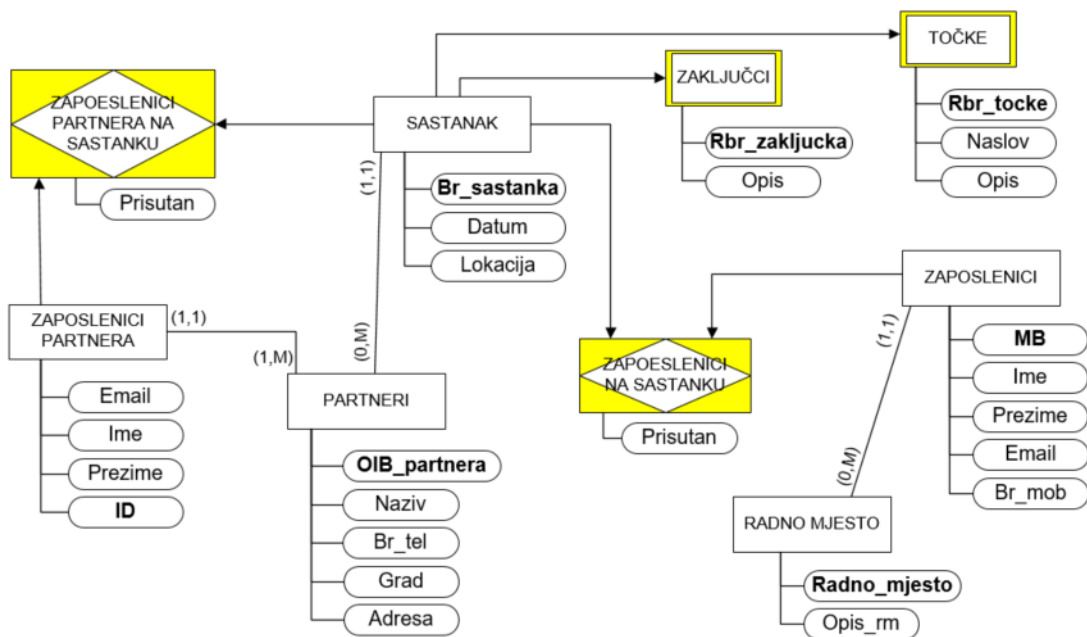 TOČKE
Rbr_tocke
Naslov
Opis
ZAKLJUČCI
Rbr_zakljucka
Opis
ZAPOESLENICI
PARTNERA NA
SASTANKU
Prisutan
SASTANAK
(1,1)
Br_sastanka
Datum
Lokacija
ZAPOSLENICI
PARTNERA
(1,1)
(1,M)
(0,M)
Email
Ime
Prezime
ID
PARTNERI
OIB_partnera
Naziv
Br_tel
Grad
Adresa
ZAPOESLENICI
NA SASTANKU
Prisutan
ZAPOSLENICI
(1,1)
MB
Ime
Prezime
Email
Br_mob
(0,M)
RADNO MJESTO
Radno_mjesto
Opis_rm